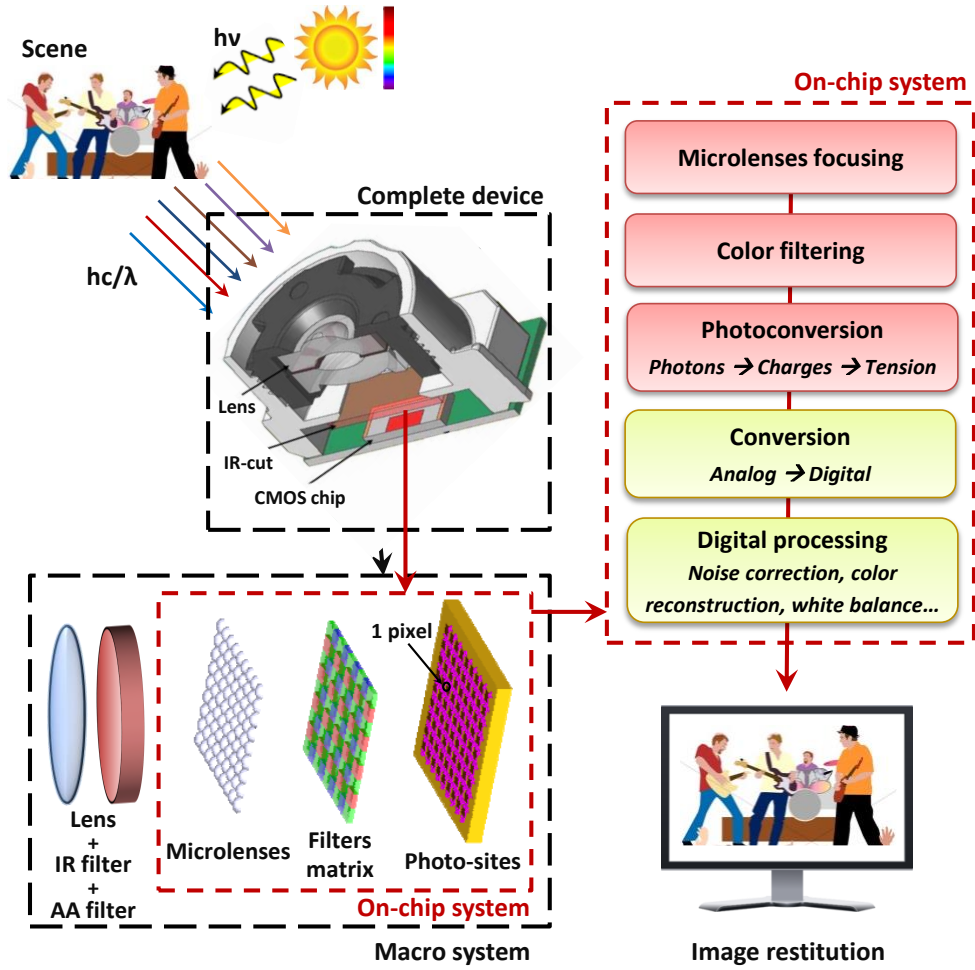 Scene
hν
hc/λ
Complete device
Lens
IR-cut
CMOS chip
On-chip system
Microlenses focusing
Color filtering
Photoconversion
Photons → Charges → Tension
Conversion
Analog → Digital
Digital processing
Noise correction, color
reconstruction, white balance...
1 pixel
Lens
+
IR filter
+
AA filter
Microlenses
Filters
matrix
Photo-sites
On-chip system
Macro system
Image restitution